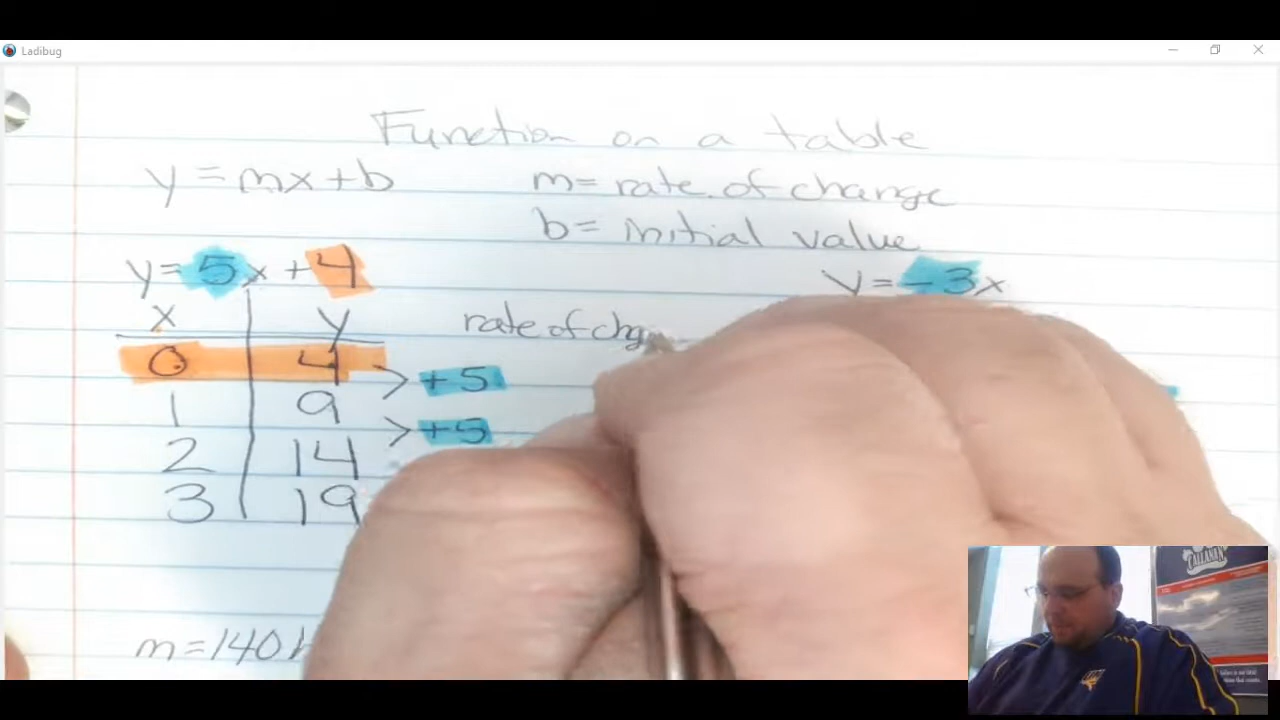 Ladibug
Function on a table
y = mx + b
m = rate of change
b = initial value
y = 5x + 4
y = -3x
x y
rate of chg
0 4
+5
1 9
+5
2 14
3 19
m = 140
CALLANAN